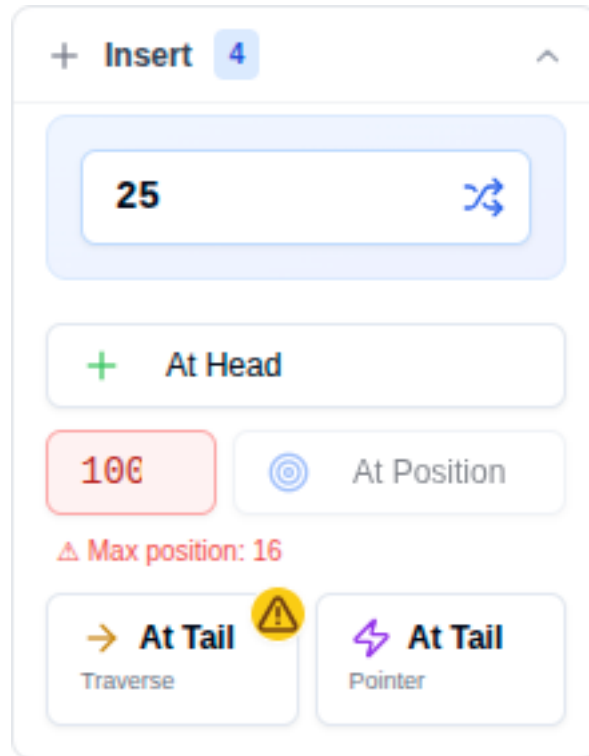 Insert 4
25
At Head
100 At Position
⚠ Max position: 16
At Tail At Tail
Traverse Pointer